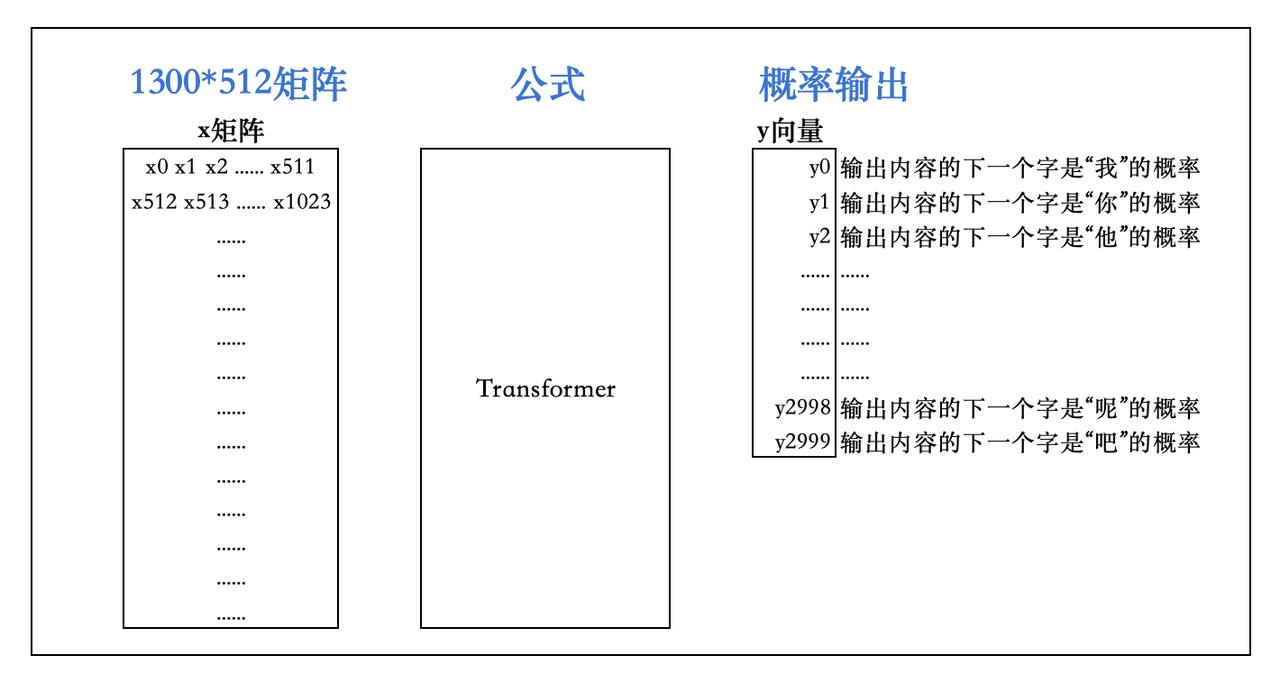 1300*512矩阵
公式
概率输出
x矩阵
y向量
x0 x1 x2 ...... x511
x512 x513 ...... x1023
......
......
......
......
......
......
......
......
......
......
......
......
Transformer
y0 输出内容的下一个字是“我”的概率
y1 输出内容的下一个字是“你”的概率
y2 输出内容的下一个字是“他”的概率
...... ......
...... ......
...... ......
...... ......
y2998 输出内容的下一个字是“呢”的概率
y2999 输出内容的下一个字是“吧”的概率